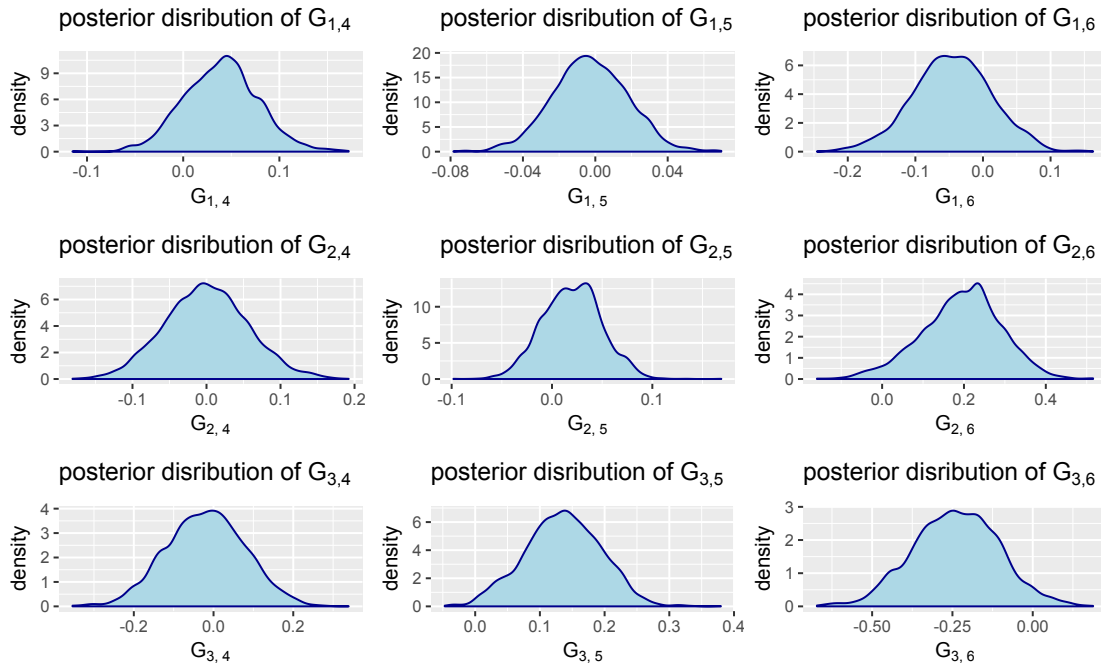 posterior disribution of G1,4
posterior disribution of G1,5
posterior disribution of G1,6
density
9
6
3
0
-0.1
0.0
0.1
G1, 4
density
20
15
10
5
0
-0.08
-0.04
0.00
0.04
G1, 5
density
6
4
2
0
-0.2
-0.1
0.0
0.1
G1, 6
posterior disribution of G2,4
posterior disribution of G2,5
posterior disribution of G2,6
density
6
4
2
0
-0.1
0.0
0.1
0.2
G2, 4
density
10
5
0
-0.1
0.0
0.1
G2, 5
density
4
3
2
1
0
0.0
0.2
0.4
G2, 6
posterior disribution of G3,4
posterior disribution of G3,5
posterior disribution of G3,6
density
4
3
2
1
0
-0.2
0.0
0.2
G3, 4
density
6
4
2
0
0.0
0.1
0.2
0.3
0.4
G3, 5
density
3
2
1
0
-0.50
-0.25
0.00
G3, 6